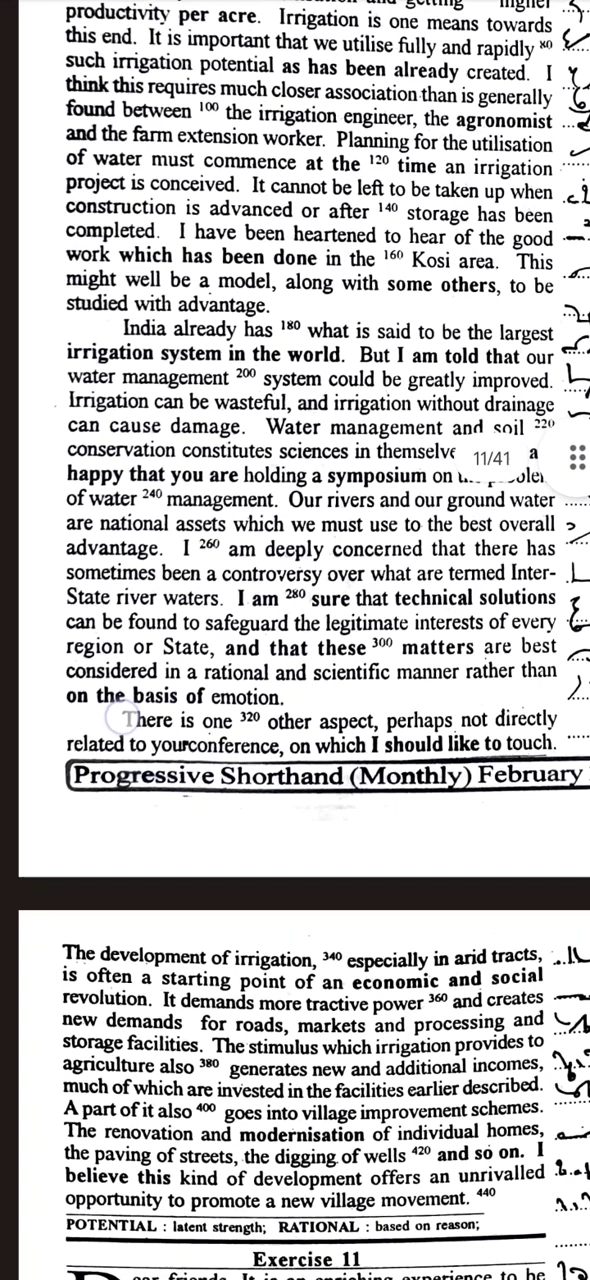 higher
productivity per acre. Irrigation is one means towards
this end. It is important that we utilise fully and rapidly 80
such irrigation potential as has been already created. I
think this requires much closer association than is generally
found between 100 the irrigation engineer, the agronomist
and the farm extension worker. Planning for the utilisation
of water must commence at the 120 time an irrigation
project is conceived. It cannot be left to be taken up when
construction is advanced or after 140 storage has been
completed. I have been heartened to hear of the good
work which has been done in the 160 Kosi area. This
might well be a model, along with some others, to be
studied with advantage.
India already has 180 what is said to be the largest
irrigation system in the world. But I am told that our
water management 200 system could be greatly improved.
Irrigation can be wasteful, and irrigation without drainage
can cause damage. Water management and soil 220
conservation constitutes sciences in
11/41
happy that you are holding a symposium on
of water 240 management. Our rivers and our ground water
are national assets which we must use to the best overall
advantage. I 260 am deeply concerned that there has
sometimes been a controversy over what are termed Inter-
State river waters. I am 280 sure that technical solutions
can be found to safeguard the legitimate interests of every
region or State, and that these 300 matters are best
considered in a rational and scientific manner rather than
on the basis of emotion.
There is one 320 other aspect, perhaps not directly
related to yourconference, on which I should like to touch.
Progressive Shorthand (Monthly) February
The development of irrigation, 340 especially in arid tracts,
is often a starting point of an economic and social
revolution. It demands more tractive power 360 and creates
new demands for roads, markets and processing and
storage facilities. The stimulus which irrigation provides to
agriculture also 380 generates new and additional incomes,
much of which are invested in the facilities earlier described.
A part of it also 400 goes into village improvement schemes.
The renovation and modernisation of individual homes,
the paving of streets, the digging of wells 420 and so on. I
believe this kind of development offers an unrivalled
opportunity to promote a new village movement. 440
POTENTIAL : latent strength; RATIONAL : based on reason;
Exercise 11